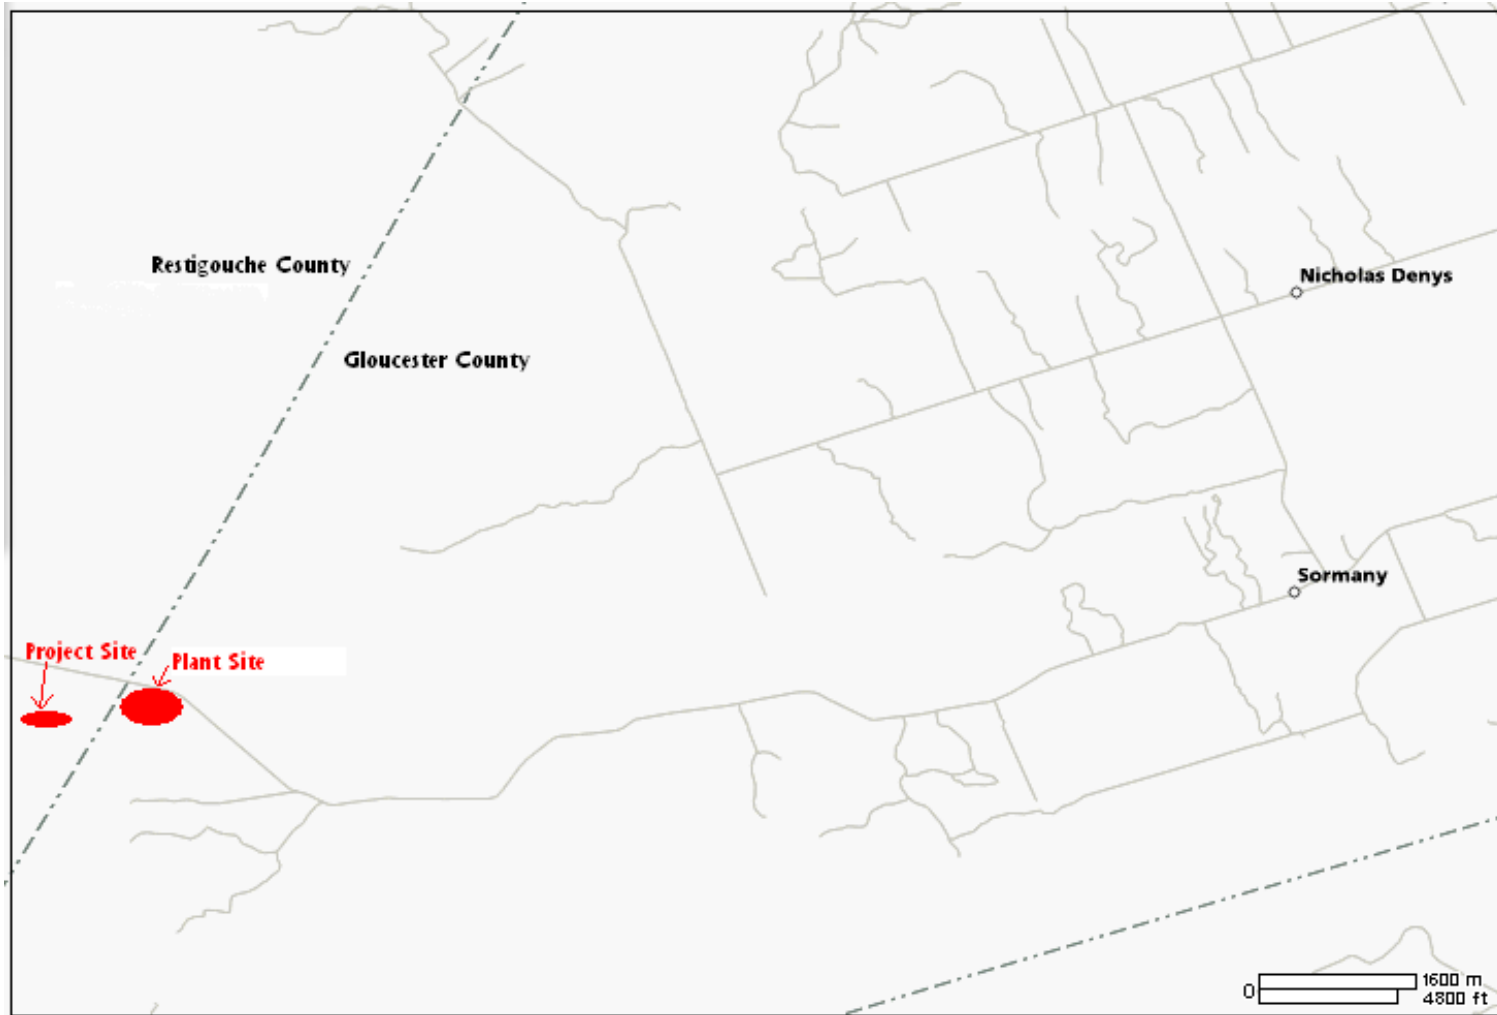 Restigouche County
Nicholas Denys
Gloucester County
Sormany
Project Site
Plant Site
0
1600 m
4800 ft